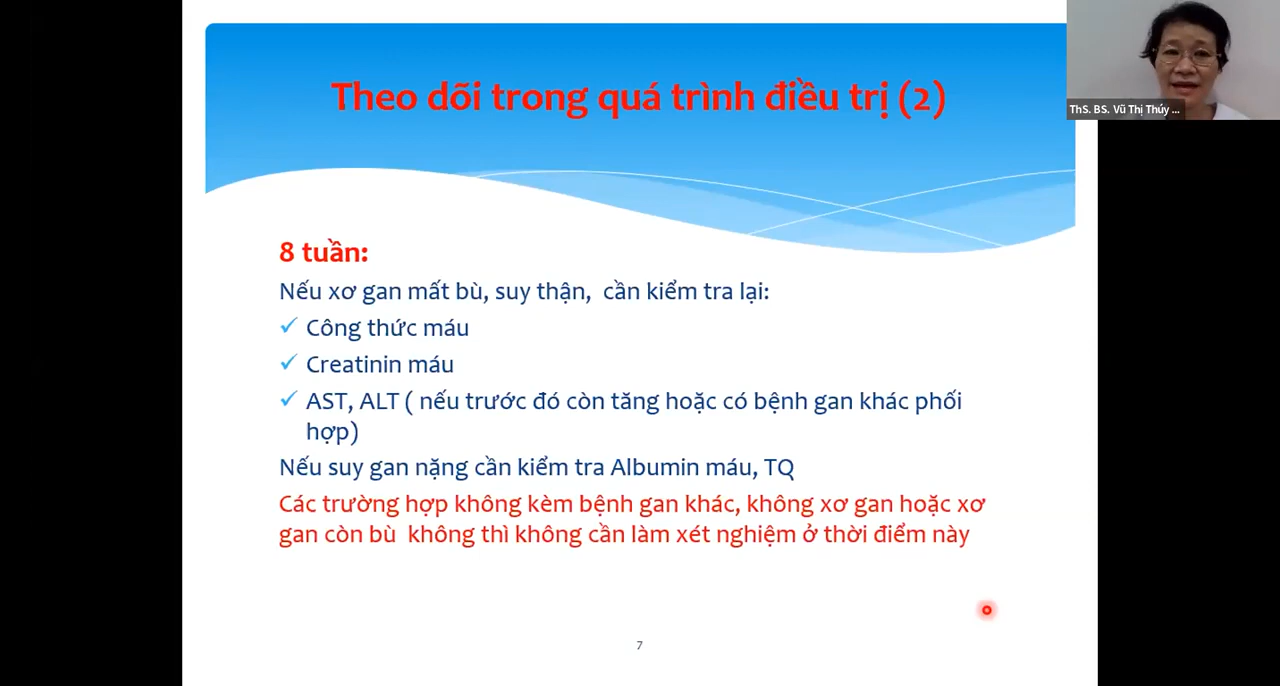 Theo dõi trong quá trình điều trị (2)
ThS. BS. Vũ Thị Thúy ...
8 tuần:
Nếu xơ gan mất bù, suy thận, cần kiểm tra lại:
Công thức máu
Creatinin máu
AST, ALT ( nếu trước đó còn tăng hoặc có bệnh gan khác phối
hợp)
Nếu suy gan nặng cần kiểm tra Albumin máu, TQ
Các trường hợp không kèm bệnh gan khác, không xơ gan hoặc xơ
gan còn bù không thì không cần làm xét nghiệm ở thời điểm này
7